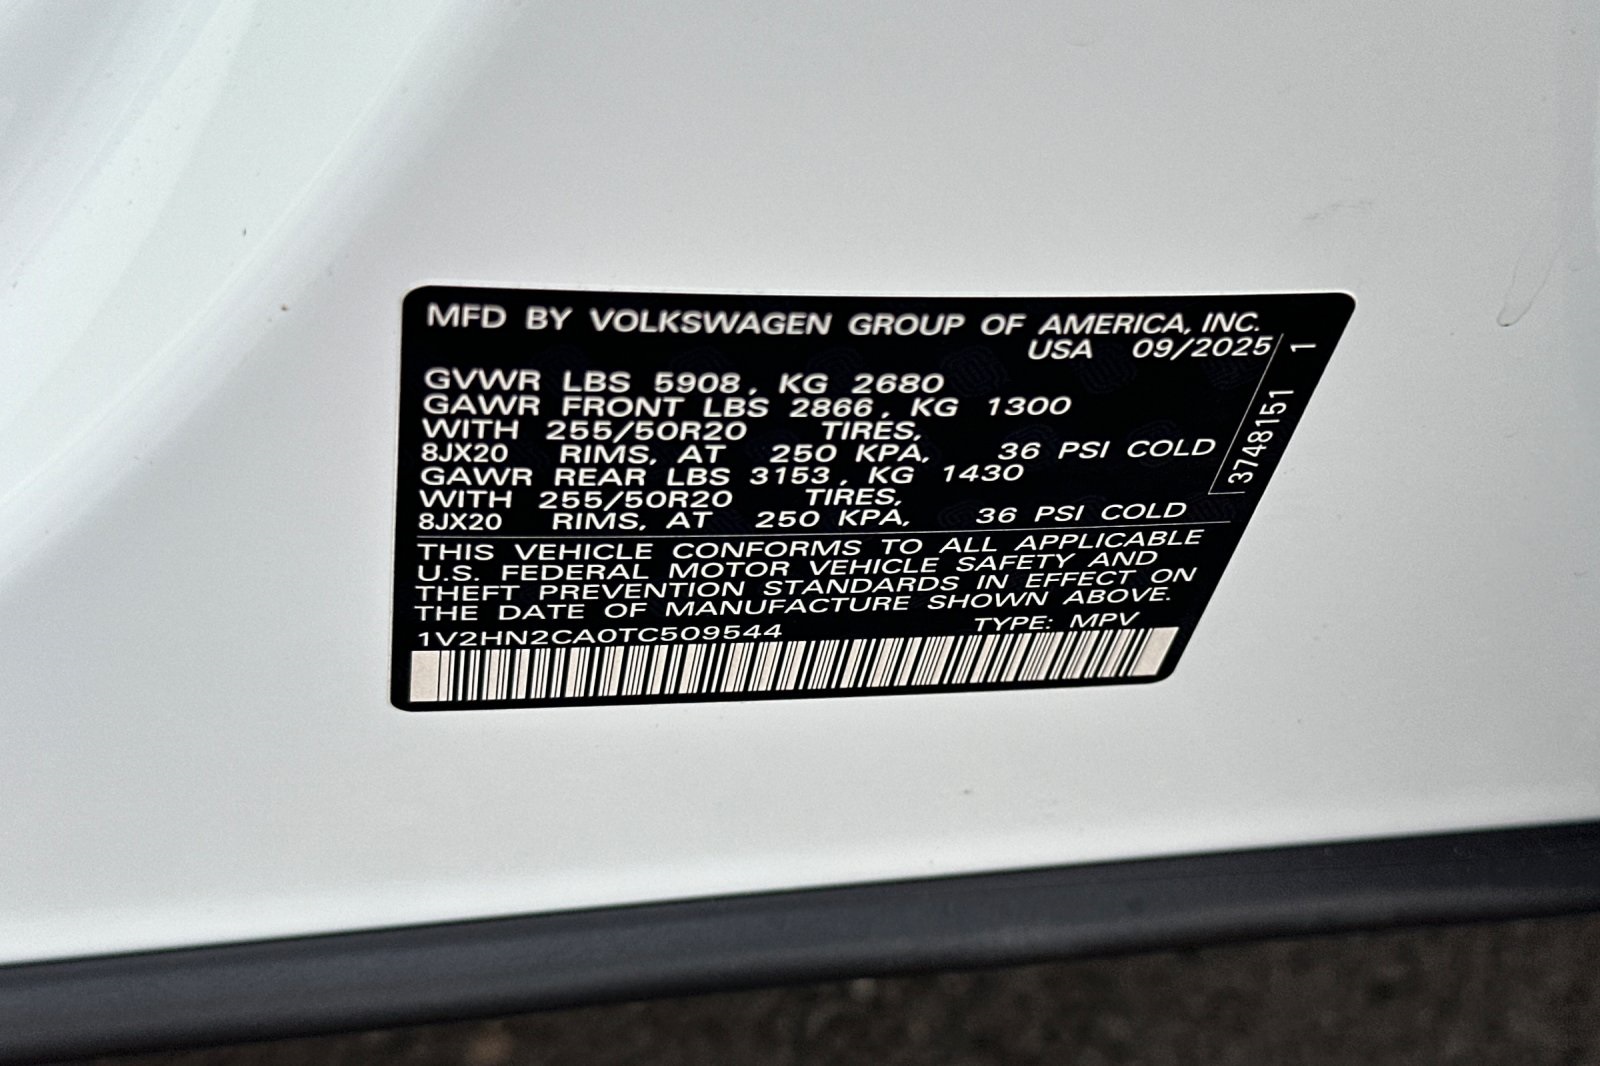 MFD BY VOLKSWAGEN GROUP OF AMERICA, INC.
USA 09/2025
GVWR LBS 5908, KG 2680
GAWR FRONT LBS 2866, KG 1300
WITH 255/50R20 TIRES,
8JX20 RIMS, AT 250 KPA, 36 PSI COLD
GAWR REAR LBS 3153, KG 1430
WITH 255/50R20 TIRES,
8JX20 RIMS, AT 250 KPA, 36 PSI COLD
THIS VEHICLE CONFORMS TO ALL APPLICABLE
U.S. FEDERAL MOTOR VEHICLE SAFETY AND
THEFT PREVENTION STANDARDS IN EFFECT ON
THE DATE OF MANUFACTURE SHOWN ABOVE.
1V2HN2CA0TC509544 TYPE: MPV
3748151 1